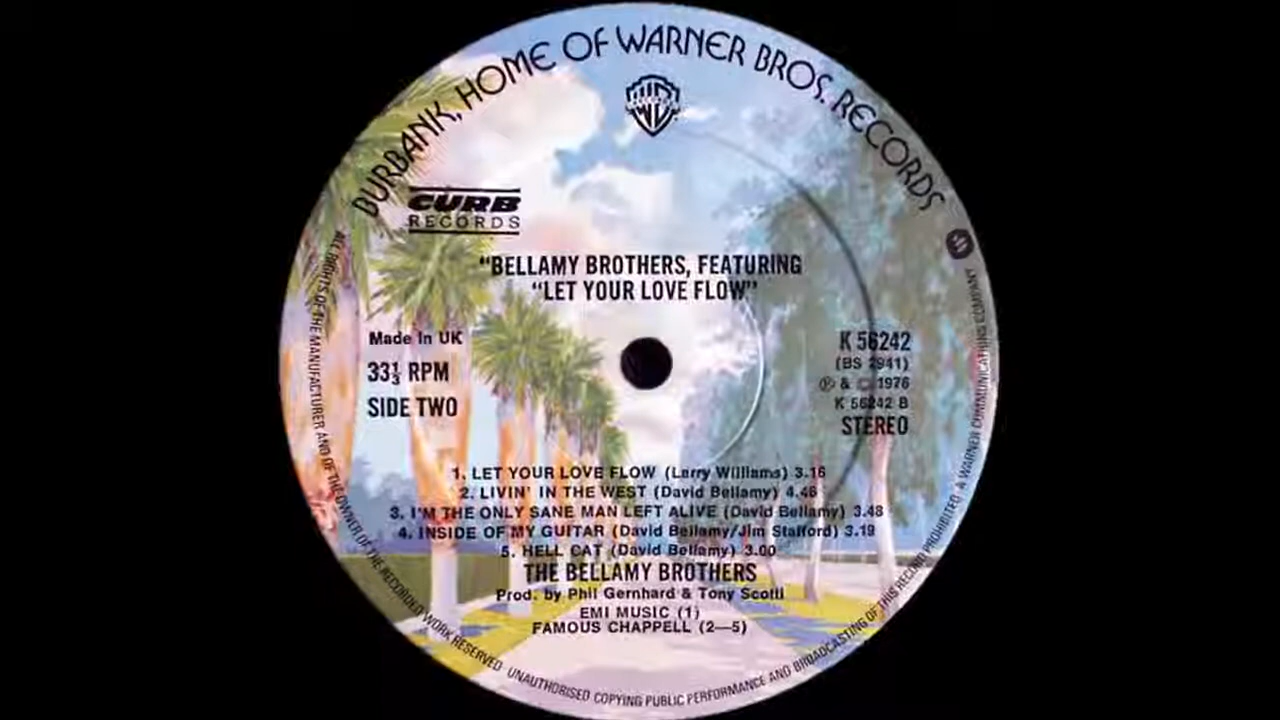 BURBANK, HOME OF WARNER BROS. RECORDS
CURB
RECORDS
"BELLAMY BROTHERS, FEATURING
"LET YOUR LOVE FLOW"
Made in UK
33⅓ RPM
SIDE TWO
K 56242
(BS 2941)
Ⓟ & © 1976
K 56242 B
STEREO
1. LET YOUR LOVE FLOW (Larry Williams) 3.16
2. LIVIN' IN THE WEST (David Bellamy) 4.46
3. I'M THE ONLY SANE MAN LEFT ALIVE (David Bellamy) 3.48
4. INSIDE OF MY GUITAR (David Bellamy/Jim Stafford) 3.19
5. HELL CAT (David Bellamy) 3.00
THE BELLAMY BROTHERS
Prod. by Phil Gernhard & Tony Scotti
EMI MUSIC (1)
FAMOUS CHAPPELL (2—5)
ALL RIGHTS OF THE MANUFACTURER AND OF THE OWNER OF THE RECORDED WORK RESERVED · UNAUTHORISED COPYING PUBLIC PERFORMANCE AND BROADCASTING OF THIS RECORD PROHIBITED · A WARNER COMMUNICATIONS COMPANY